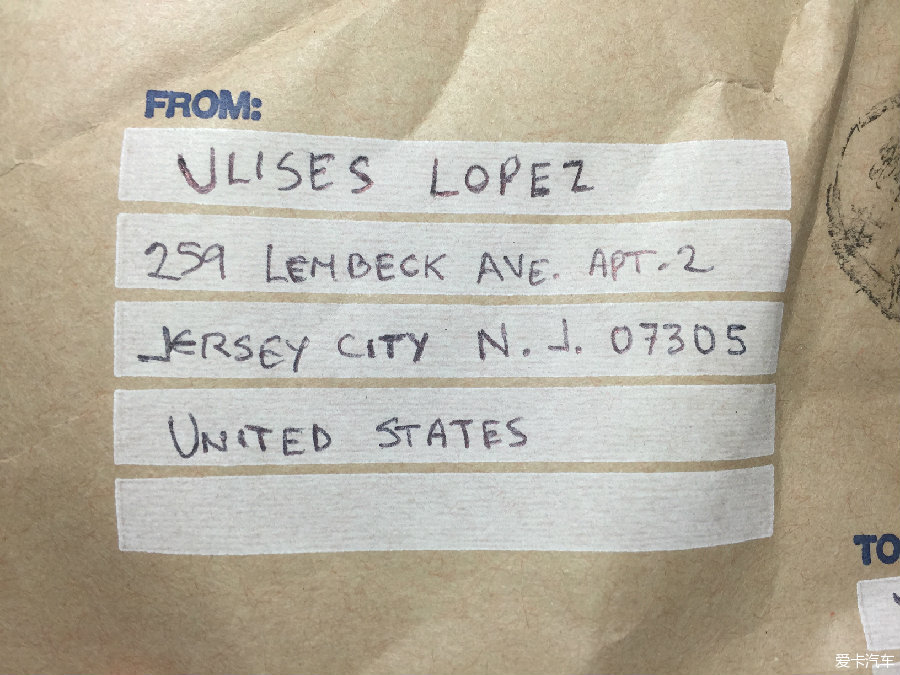 FROM:
ULISES LOPEZ
259 LEMBECK AVE. APT.2
JERSEY CITY N.J. 07305
UNITED STATES
TO
爱卡汽车